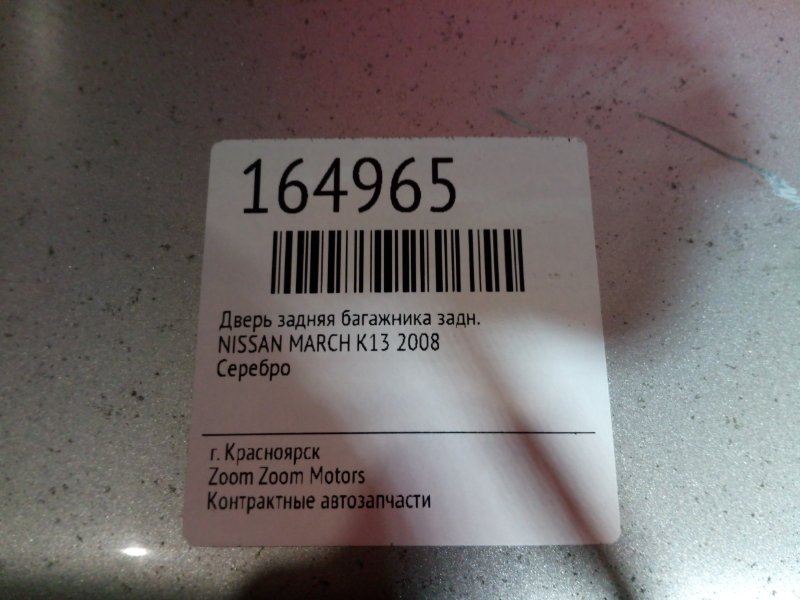 164965
Дверь задняя багажника задн.
NISSAN MARCH K13 2008
Серебро
г. Красноярск
Zoom Zoom Motors
Контрактные автозапчасти